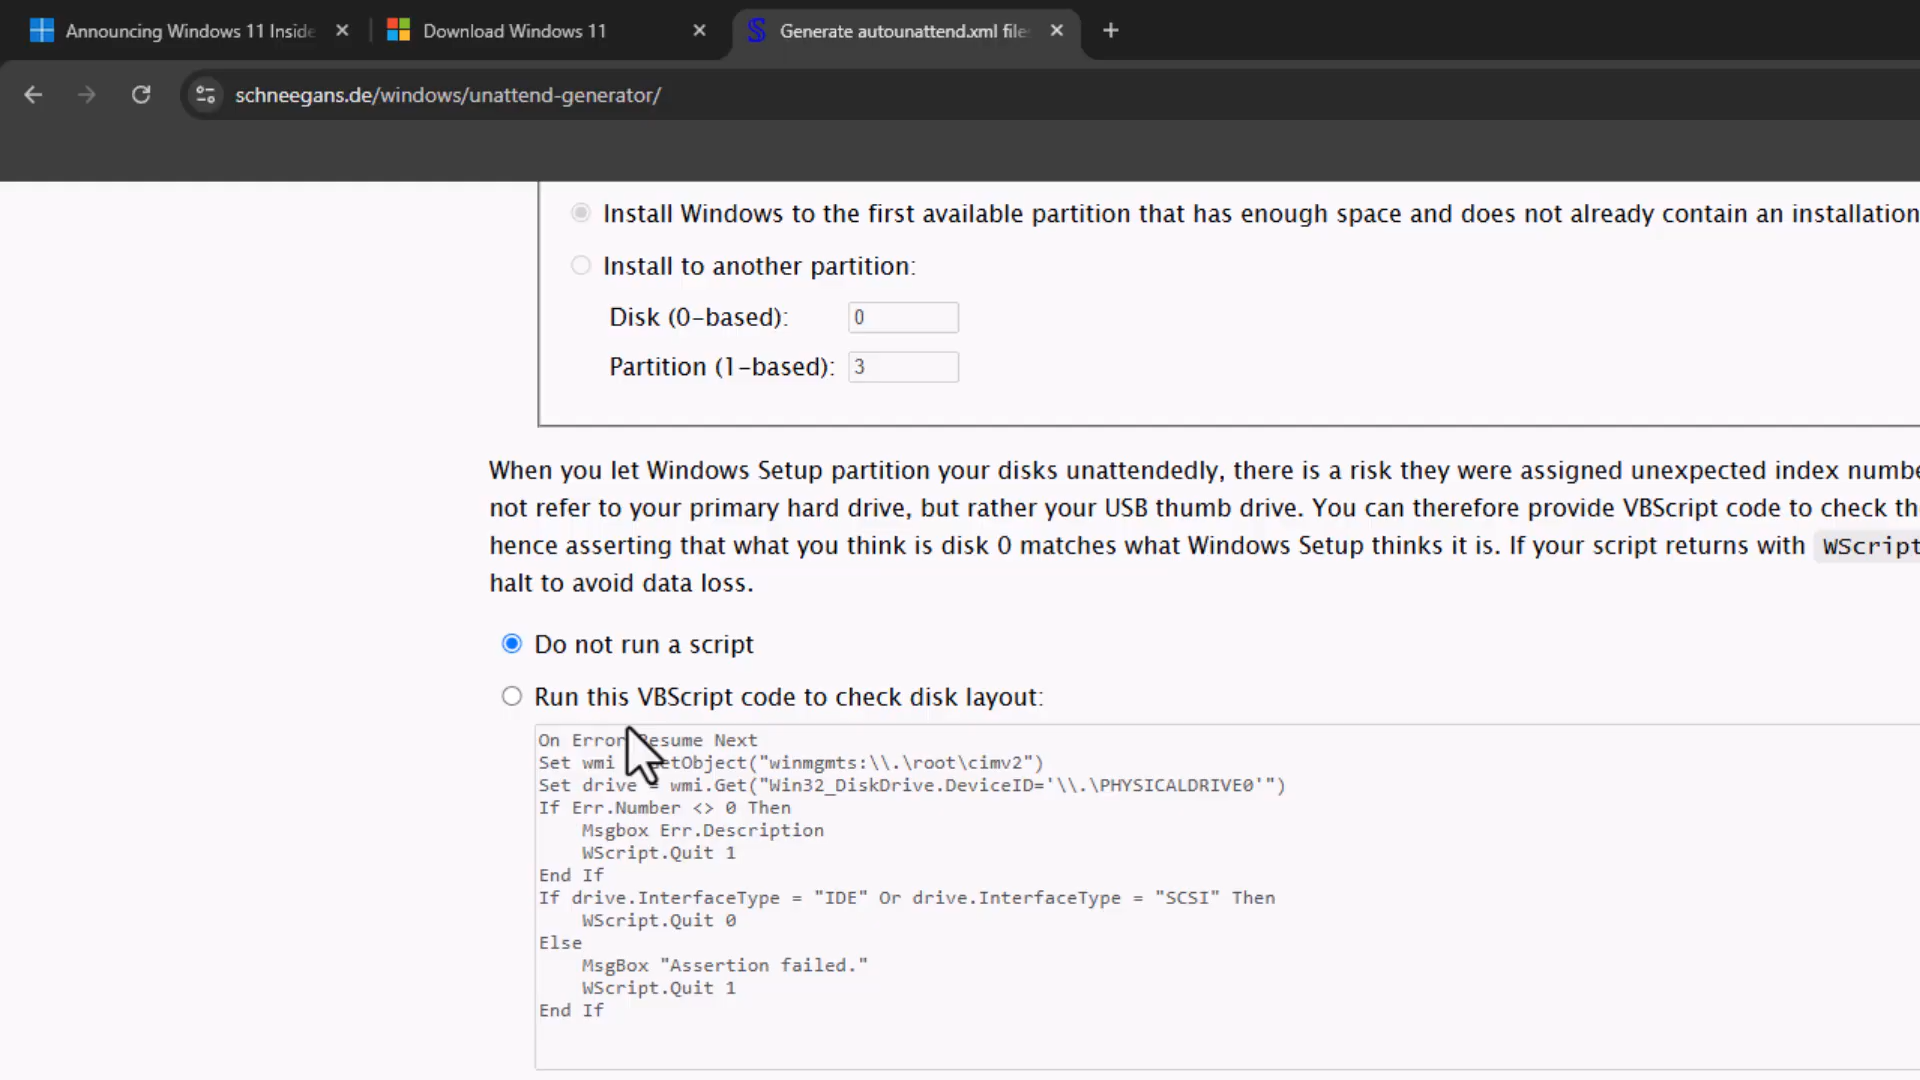 Announcing Windows 11 Inside
Download Windows 11
Generate autounattend.xml file
schneegans.de/windows/unattend-generator/
Install Windows to the first available partition that has enough space and does not already contain an installation
Install to another partition:
Disk (0-based): 0
Partition (1-based): 3
When you let Windows Setup partition your disks unattendedly, there is a risk they were assigned unexpected index numbe
not refer to your primary hard drive, but rather your USB thumb drive. You can therefore provide VBScript code to check th
hence asserting that what you think is disk 0 matches what Windows Setup thinks it is. If your script returns with WScript
halt to avoid data loss.
Do not run a script
Run this VBScript code to check disk layout:
On Error Resume Next
Set wmi = GetObject("winmgmts:\\.\root\cimv2")
Set drive = wmi.Get("Win32_DiskDrive.DeviceID='\\.\PHYSICALDRIVE0'")
If Err.Number <> 0 Then
Msgbox Err.Description
WScript.Quit 1
End If
If drive.InterfaceType = "IDE" Or drive.InterfaceType = "SCSI" Then
WScript.Quit 0
Else
MsgBox "Assertion failed."
WScript.Quit 1
End If